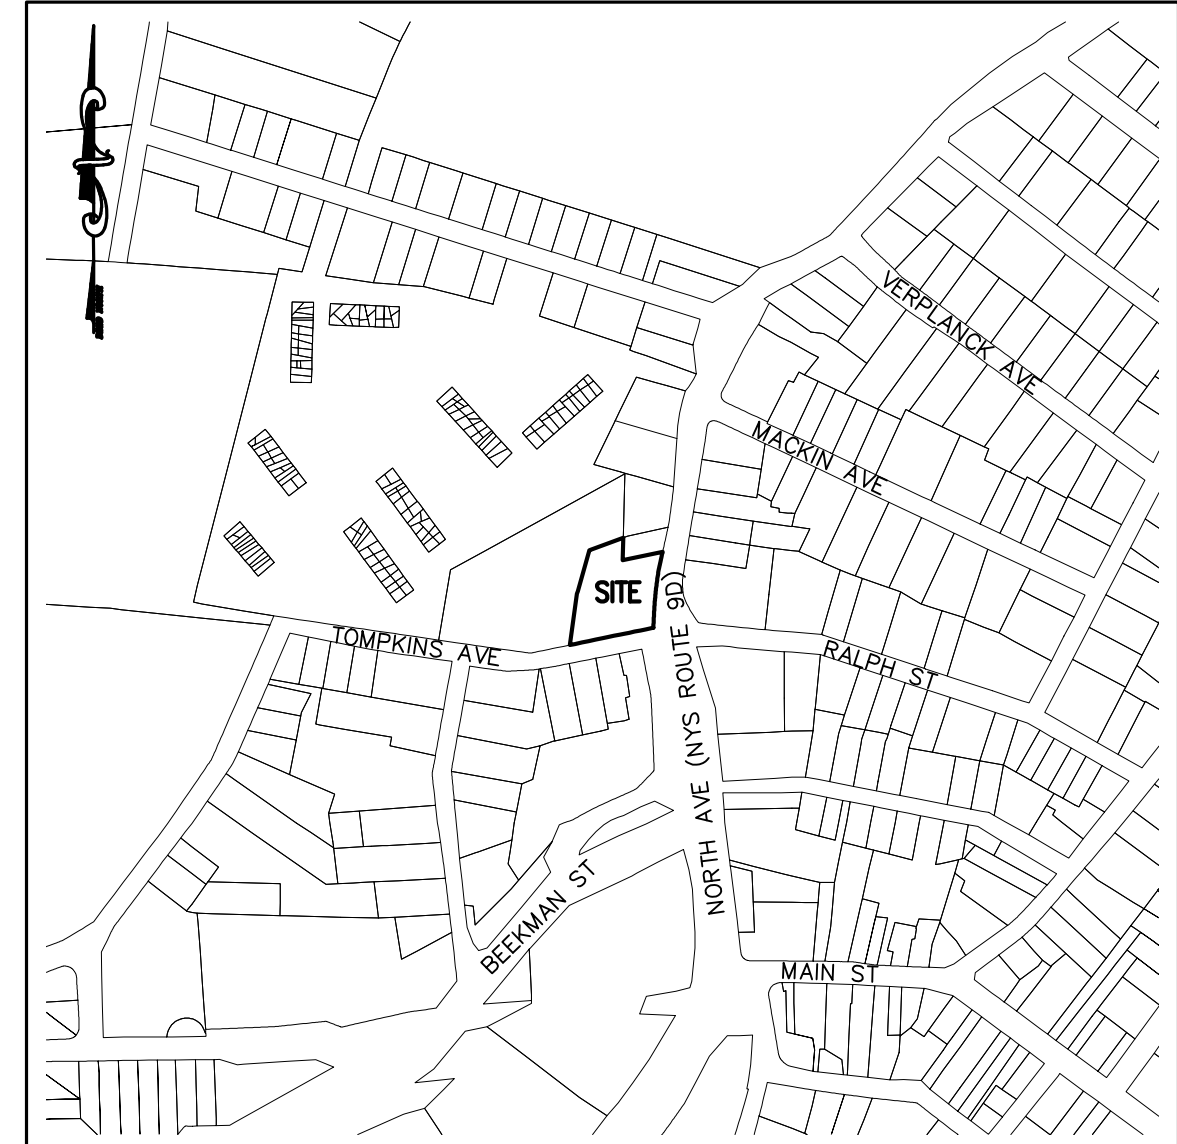 VERPLANCK AVE
MACKIN AVE
SITE
TOMPKINS AVE
RALPH ST
NORTH AVE (NYS ROUTE 9D)
BEEKMAN ST
MAIN ST